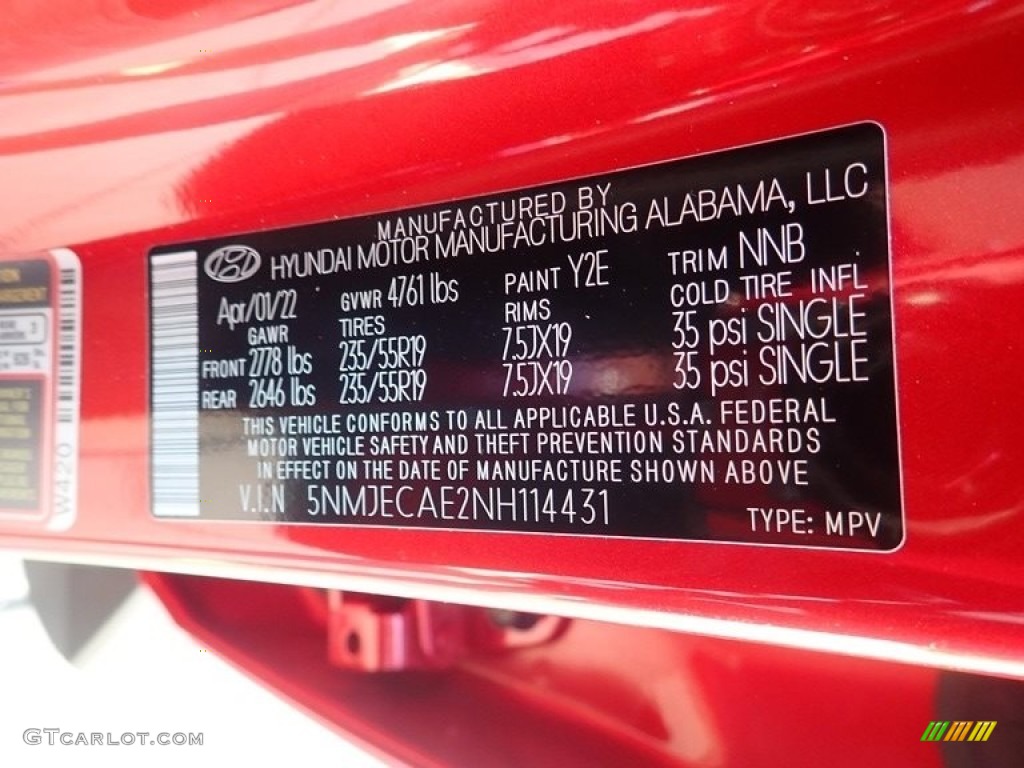 MANUFACTURED BY
HYUNDAI MOTOR MANUFACTURING ALABAMA, LLC
Apr/01/22 GVWR 4761 lbs PAINT Y2E TRIM NNB
GAWR TIRES RIMS COLD TIRE INFL
FRONT 2778 lbs 235/55R19 7.5JX19 35 psi SINGLE
REAR 2646 lbs 235/55R19 7.5JX19 35 psi SINGLE
THIS VEHICLE CONFORMS TO ALL APPLICABLE U.S.A. FEDERAL
MOTOR VEHICLE SAFETY AND THEFT PREVENTION STANDARDS
IN EFFECT ON THE DATE OF MANUFACTURE SHOWN ABOVE
V.I.N 5NMJECAE2NH114431
TYPE: MPV
W420
GTCARLOT.COM